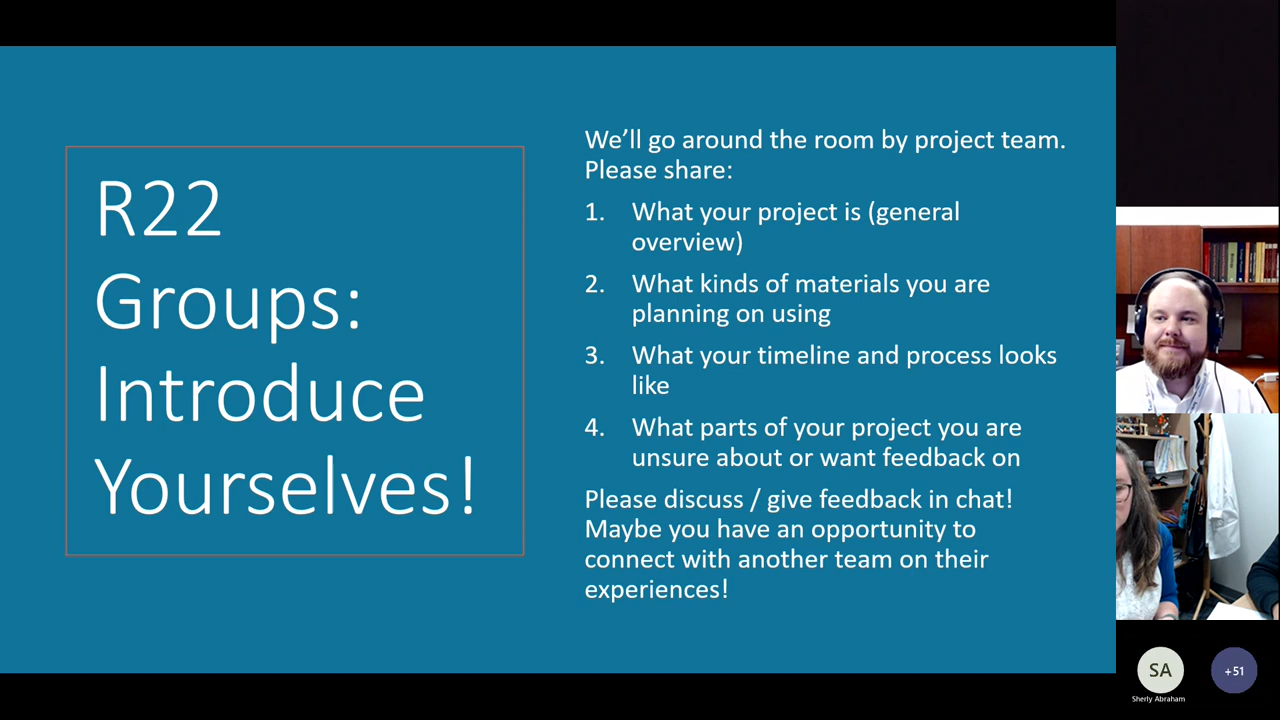 R22
Groups:
Introduce
Yourselves!
We’ll go around the room by project team.
Please share:
1. What your project is (general
overview)
2. What kinds of materials you are
planning on using
3. What your timeline and process looks
like
4. What parts of your project you are
unsure about or want feedback on
Please discuss / give feedback in chat!
Maybe you have an opportunity to
connect with another team on their
experiences!
SA
Sherly Abraham
+51